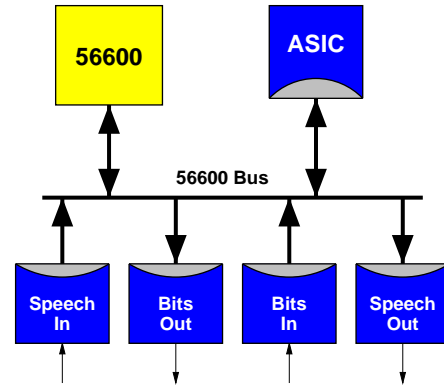 56600
ASIC
56600 Bus
Speech
In
Bits
Out
Bits
In
Speech
Out